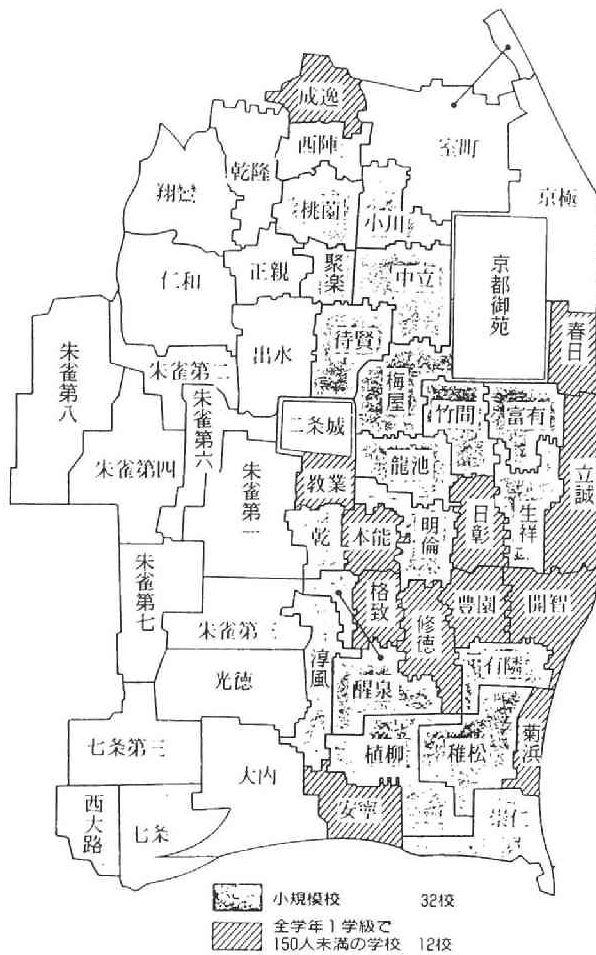 成逸
西陣
室町
乾隆
翔鸞
桃薗
小川
京極
仁和
正親
聚楽
中立
京都御苑
春日
待賢
出水
朱雀第八
朱雀第二
朱雀第六
梅屋
竹間
富有
二条城
朱雀第四
龍池
立誠
教業
朱雀第一
生祥
日彰
明倫
乾
本能
朱雀第七
格致
修徳
豊園
開智
朱雀第三
淳風
有隣
光徳
醒泉
菊浜
七条第三
大内
植柳
稚松
西大路
七条
安寧
崇仁
小規模校 32校
全学年1学級で
150人未満の学校 12校